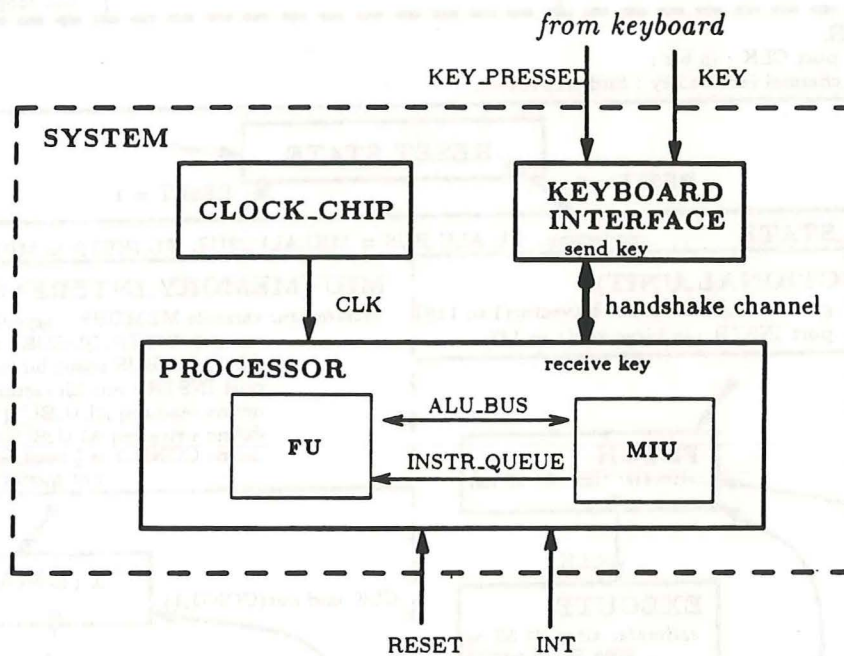 from keyboard
KEY_PRESSED
KEY
SYSTEM
CLOCK_CHIP
KEYBOARD
INTERFACE
send key
CLK
handshake channel
PROCESSOR
receive key
FU
ALU_BUS
INSTR_QUEUE
MIU
RESET
INT